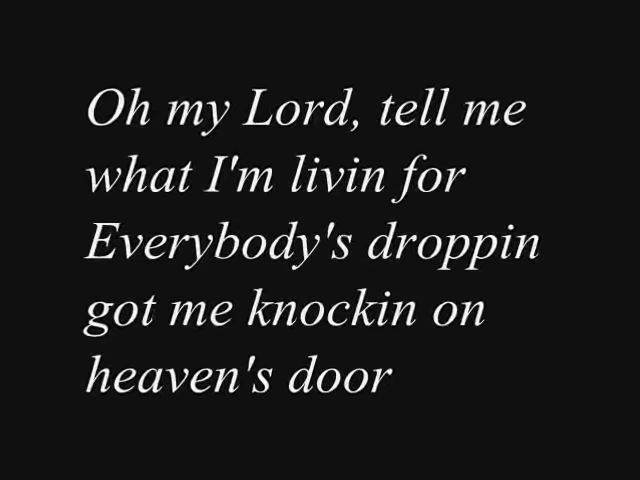 Oh my Lord, tell me
what I'm livin for
Everybody's droppin
got me knockin on
heaven's door